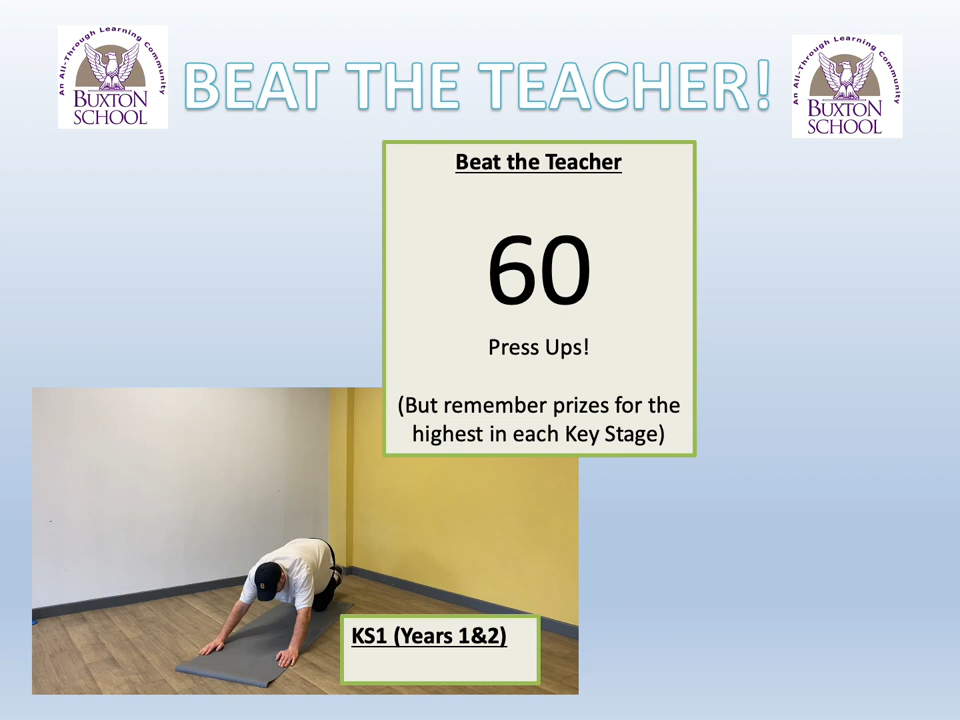 An All-Through Learning Community
BUXTON
SCHOOL
BEAT THE TEACHER!
An All-Through Learning Community
BUXTON
SCHOOL
Beat the Teacher
60
Press Ups!
(But remember prizes for the
highest in each Key Stage)
KS1 (Years 1&2)